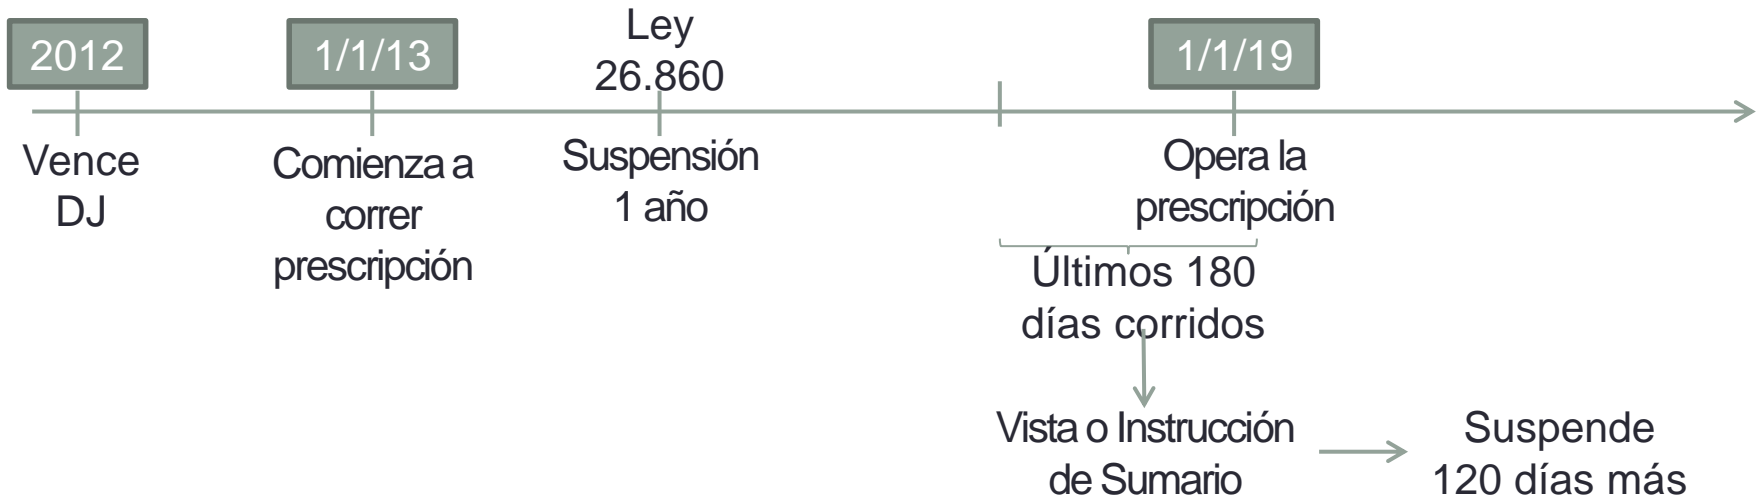 2012
Vence
DJ
1/1/13
Comienza a
correr
prescripción
Ley
26.860
Suspensión
1 año
1/1/19
Opera la
prescripción
Últimos 180
días corridos
Vista o Instrucción
de Sumario
Suspende
120 días más